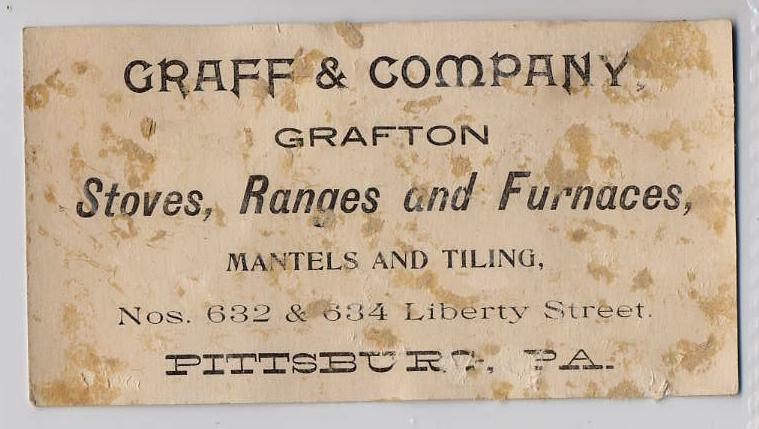 GRAFF & COMPANY,
GRAFTON
Stoves, Ranges and Furnaces,
MANTELS AND TILING,
Nos. 632 & 634 Liberty Street.
PITTSBURG, PA.